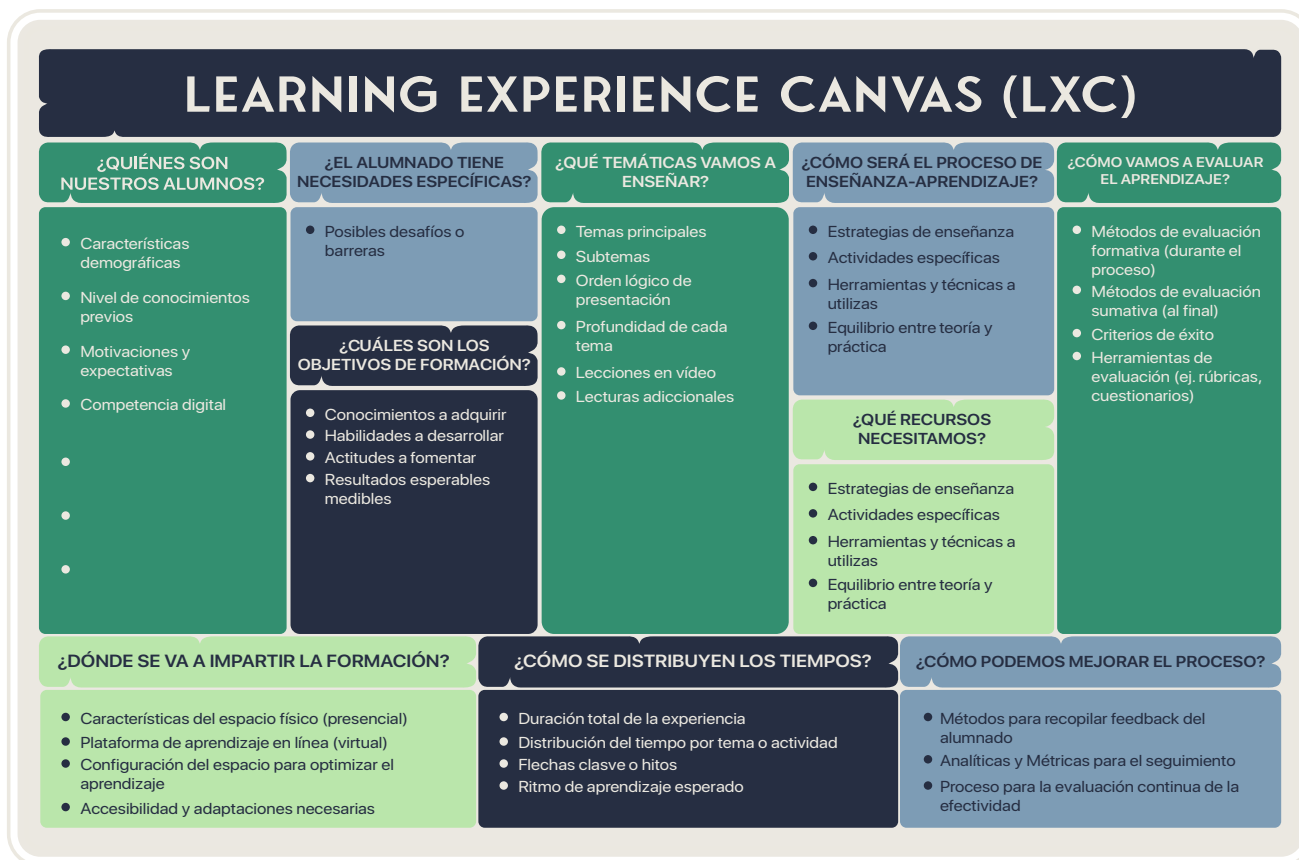 LEARNING EXPERIENCE CANVAS (LXC)
¿QUIÉNES SON
NUESTROS ALUMNOS?
Características
demográficas
Nivel de conocimientos
previos
Motivaciones y
expectativas
Competencia digital
¿EL ALUMNADO TIENE
NECESIDADES ESPECÍFICAS?
Posibles desafíos o
barreras
¿CUÁLES SON LOS
OBJETIVOS DE FORMACIÓN?
Conocimientos a adquirir
Habilidades a desarrollar
Actitudes a fomentar
Resultados esperables
medibles
¿QUÉ TEMÁTICAS VAMOS A
ENSEÑAR?
Temas principales
Subtemas
Orden lógico de
presentación
Profundidad de cada
tema
Lecciones en vídeo
Lecturas adiccionales
¿CÓMO SERÁ EL PROCESO DE
ENSEÑANZA-APRENDIZAJE?
Estrategias de enseñanza
Actividades específicas
Herramientas y técnicas a
utilizas
Equilibrio entre teoría y
práctica
¿QUÉ RECURSOS
NECESITAMOS?
Estrategias de enseñanza
Actividades específicas
Herramientas y técnicas a
utilizas
Equilibrio entre teoría y
práctica
¿CÓMO VAMOS A EVALUAR
EL APRENDIZAJE?
Métodos de evaluación
formativa (durante el
proceso)
Métodos de evaluación
sumativa (al final)
Criterios de éxito
Herramientas de
evaluación (ej. rúbricas,
cuestionarios)
¿DÓNDE SE VA A IMPARTIR LA FORMACIÓN?
Características del espacio físico (presencial)
Plataforma de aprendizaje en línea (virtual)
Configuración del espacio para optimizar el
aprendizaje
Accesibilidad y adaptaciones necesarias
¿CÓMO SE DISTRIBUYEN LOS TIEMPOS?
Duración total de la experiencia
Distribución del tiempo por tema o actividad
Flechas clasve o hitos
Ritmo de aprendizaje esperado
¿CÓMO PODEMOS MEJORAR EL PROCESO?
Métodos para recopilar feedback del
alumnado
Analíticas y Métricas para el seguimiento
Proceso para la evaluación continua de la
efectividad